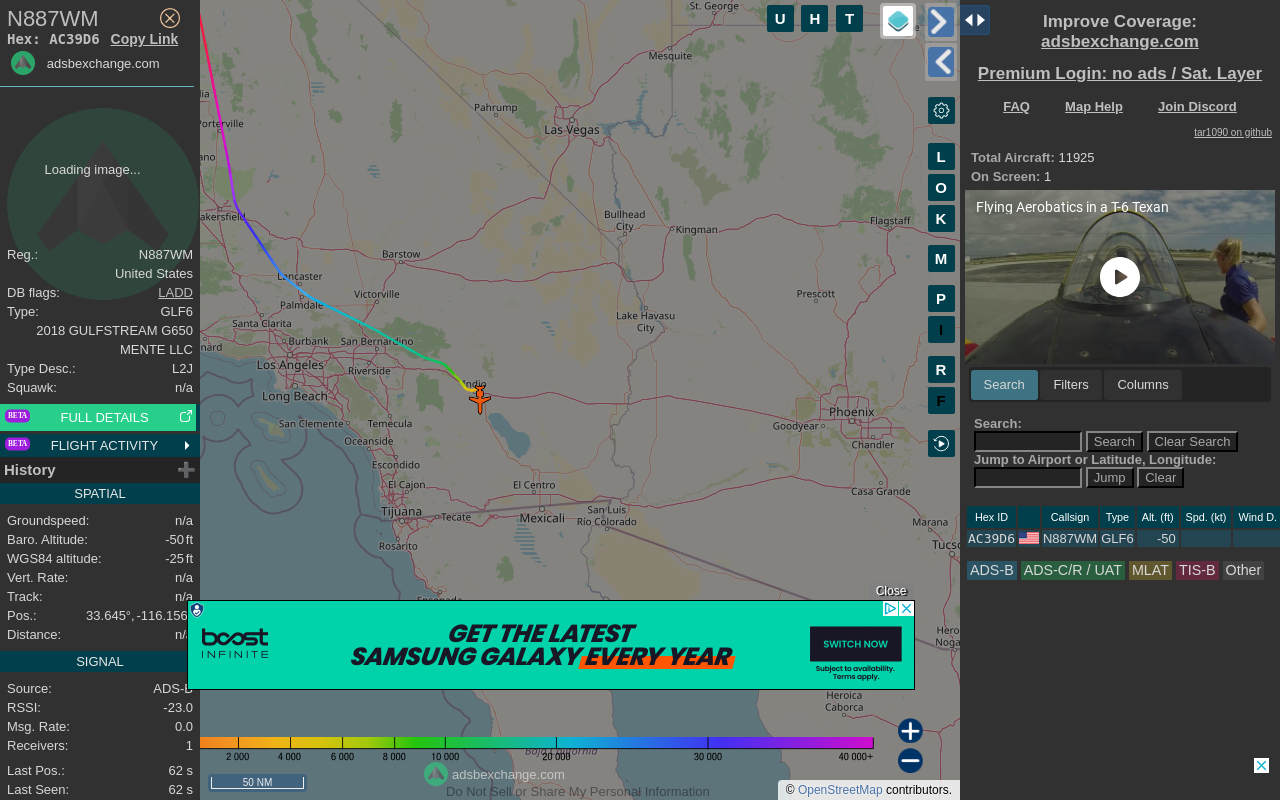 N887WM
Hex: AC39D6 Copy Link
adsbexchange.com
Loading image...
Reg.: N887WM
United States
DB flags: LADD
Type: GLF6
2018 GULFSTREAM G650
MENTE LLC
Type Desc.: L2J
Squawk: n/a
BETA FULL DETAILS
BETA FLIGHT ACTIVITY
History
SPATIAL
Groundspeed: n/a
Baro. Altitude: -50 ft
WGS84 altitude: -25 ft
Vert. Rate: n/a
Track: n/a
Pos.: 33.645°, -116.156
Distance:
SIGNAL
Source: ADS-B
RSSI: -23.0
Msg. Rate: 0.0
Receivers: 1
Last Pos.: 62 s
Last Seen: 62 s
St. George
Mesquite
Pahrump
Las Vegas
Porterville
akersfield
Bullhead
City
Kingman
Flagstaff
Barstow
Lancaster
Palmdale
Victorville
Prescott
Santa Clarita
Lake Havasu
City
Burbank
San Bernardino
Los Angeles
Riverside
Indio
Long Beach
San Clemente
Temecula
Phoenix
Goodyear
Chandler
Oceanside
Escondido
El Cajon
El Centro
Casa Grande
Tijuana
Tecate
Mexicali
San Luis
Río Colorado
Marana
Rosarito
Ensenada
Heroica
Caborca
Baja California
U H T
L
O
K
M
P
I
R
F
Close
boost
INFINITE
GET THE LATEST
SAMSUNG GALAXY EVERY YEAR
SWITCH NOW
Subject to availability.
Terms apply.
2 000 4 000 6 000 8 000 10 000 20 000 30 000 40 000+
50 NM
adsbexchange.com
Do Not Sell or Share My Personal Information
© OpenStreetMap contributors.
Improve Coverage:
adsbexchange.com
Premium Login: no ads / Sat. Layer
FAQ Map Help Join Discord
tar1090 on github
Total Aircraft: 11925
On Screen: 1
Flying Aerobatics in a T-6 Texan
Search Filters Columns
Search:
Search Clear Search
Jump to Airport or Latitude, Longitude:
Jump Clear
Hex ID Callsign Type Alt. (ft) Spd. (kt) Wind D.
AC39D6 N887WM GLF6 -50
ADS-B ADS-C/R / UAT MLAT TIS-B Other